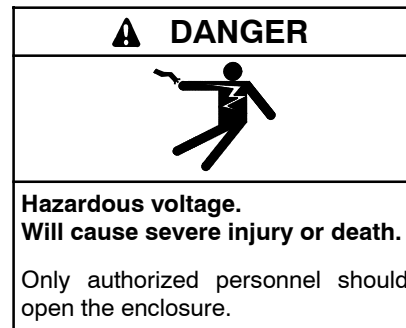 DANGER
Hazardous voltage.
Will cause severe injury or death.
Only authorized personnel should
open the enclosure.